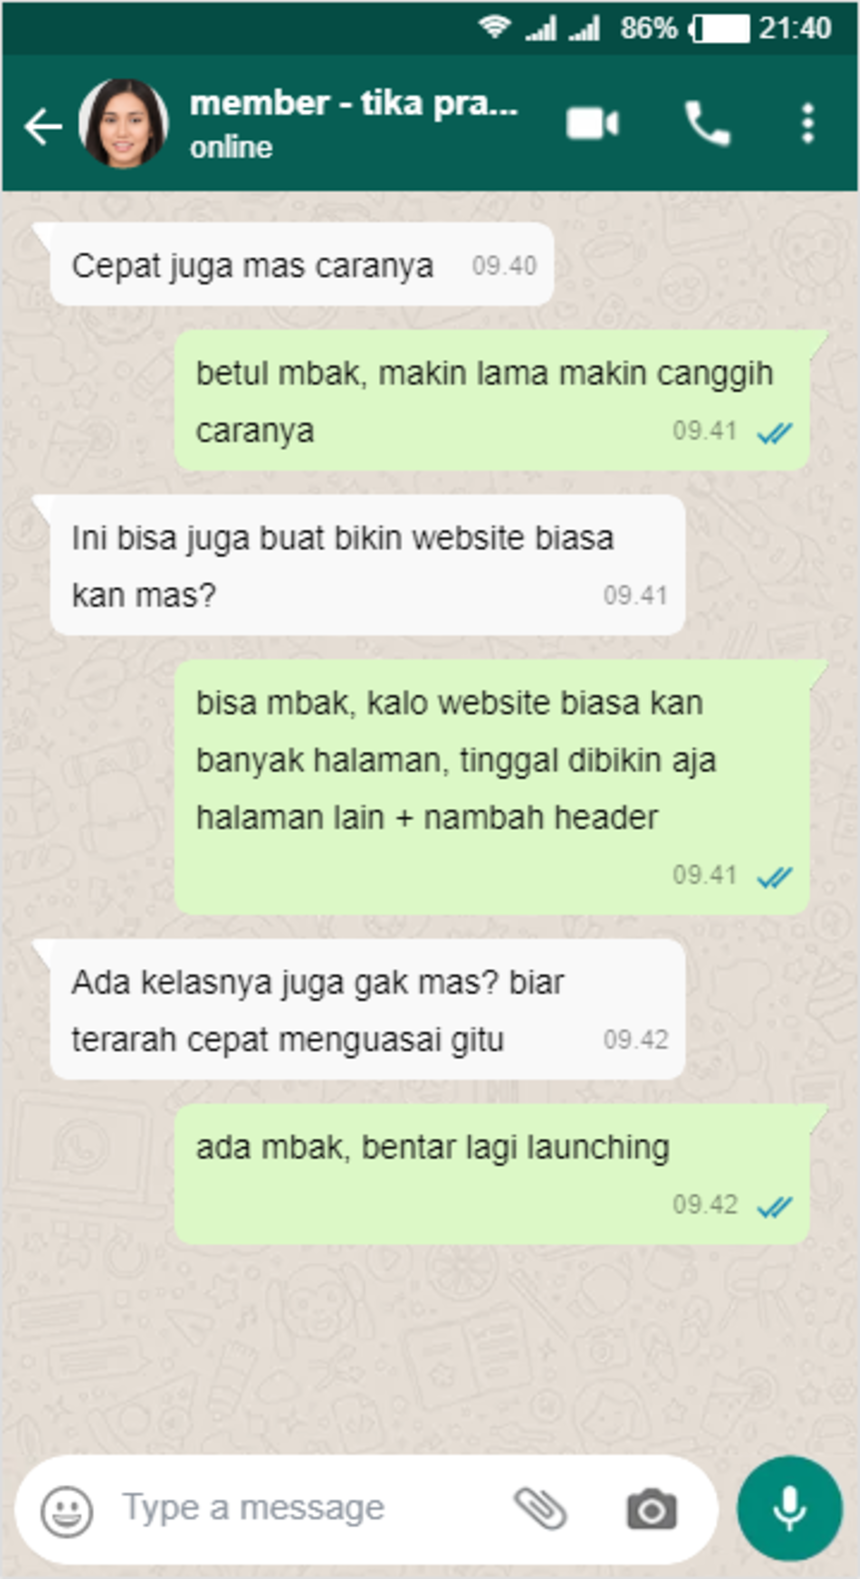 86% 21:40
member - tika pra...
online
Cepat juga mas caranya 09.40
betul mbak, makin lama makin canggih
caranya 09.41
Ini bisa juga buat bikin website biasa
kan mas? 09.41
bisa mbak, kalo website biasa kan
banyak halaman, tinggal dibikin aja
halaman lain + nambah header
09.41
Ada kelasnya juga gak mas? biar
terarah cepat menguasai gitu 09.42
ada mbak, bentar lagi launching
09.42
Type a message